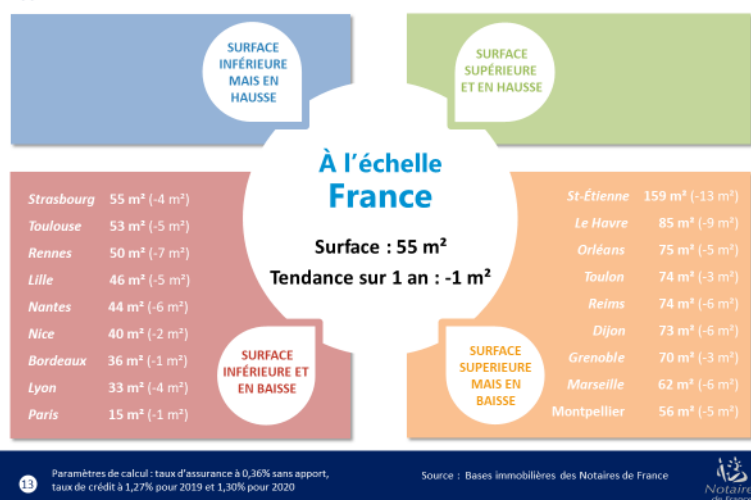 SURFACE
INFÉRIEURE
MAIS EN
HAUSSE
SURFACE
SUPÉRIEURE
ET EN HAUSSE
À l'échelle
France
Surface : 55 m²
Tendance sur 1 an : -1 m²
Strasbourg 55 m² (-4 m²)
Toulouse 53 m² (-5 m²)
Rennes 50 m² (-7 m²)
Lille 46 m² (-5 m²)
Nantes 44 m² (-6 m²)
Nice 40 m² (-2 m²)
Bordeaux 36 m² (-1 m²)
Lyon 33 m² (-4 m²)
Paris 15 m² (-1 m²)
SURFACE
INFÉRIEURE ET
EN BAISSE
St-Étienne 159 m² (-13 m²)
Le Havre 85 m² (-9 m²)
Orléans 75 m² (-5 m²)
Toulon 74 m² (-3 m²)
Reims 74 m² (-6 m²)
Dijon 73 m² (-6 m²)
Grenoble 70 m² (-3 m²)
Marseille 62 m² (-6 m²)
Montpellier 56 m² (-5 m²)
SURFACE
SUPERIEURE
MAIS EN
BAISSE
13
Paramètres de calcul : taux d'assurance à 0,36% sans apport,
taux de crédit à 1,27% pour 2019 et 1,30% pour 2020
Source : Bases immobilières des Notaires de France
Notaires
de France